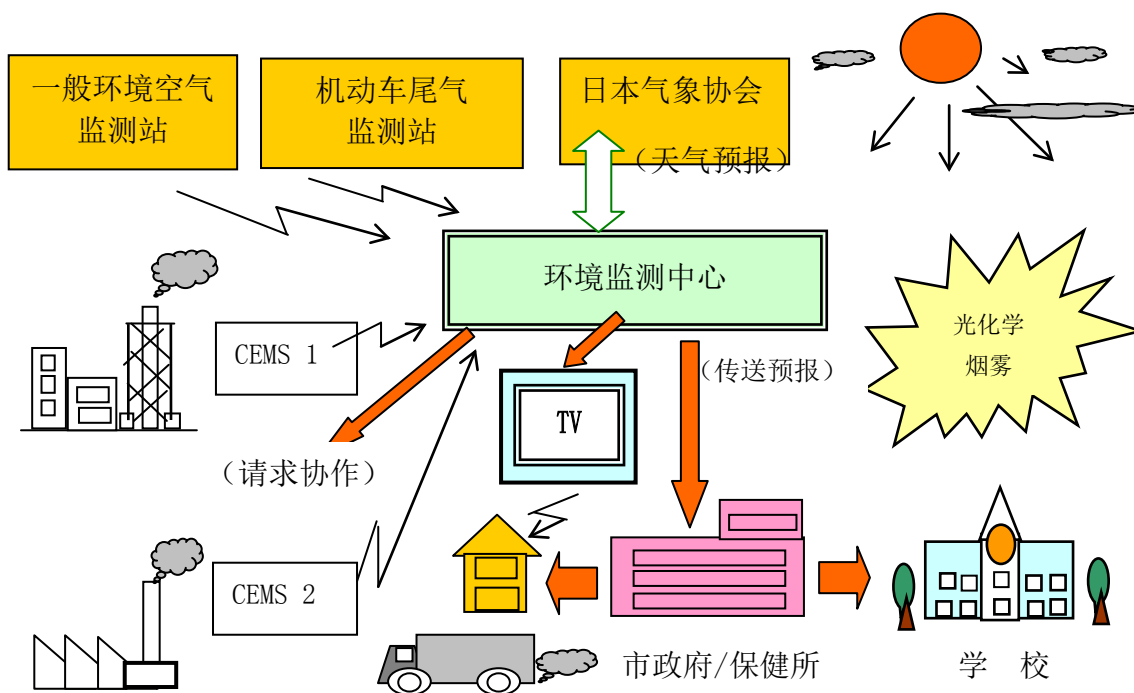 一般环境空气
监测站
机动车尾气
监测站
日本气象协会
（天气预报）
环境监测中心
光化学
烟雾
CEMS 1
（传送预报）
TV
（请求协作）
CEMS 2
市政府/保健所
学 校